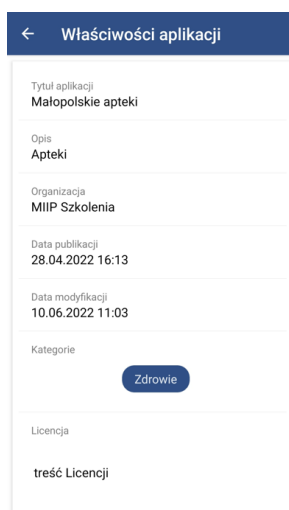 Właściwości aplikacji
Tytuł aplikacji
Małopolskie apteki
Opis
Apteki
Organizacja
MIIP Szkolenia
Data publikacji
28.04.2022 16:13
Data modyfikacji
10.06.2022 11:03
Kategorie
Zdrowie
Licencja
treść Licencji